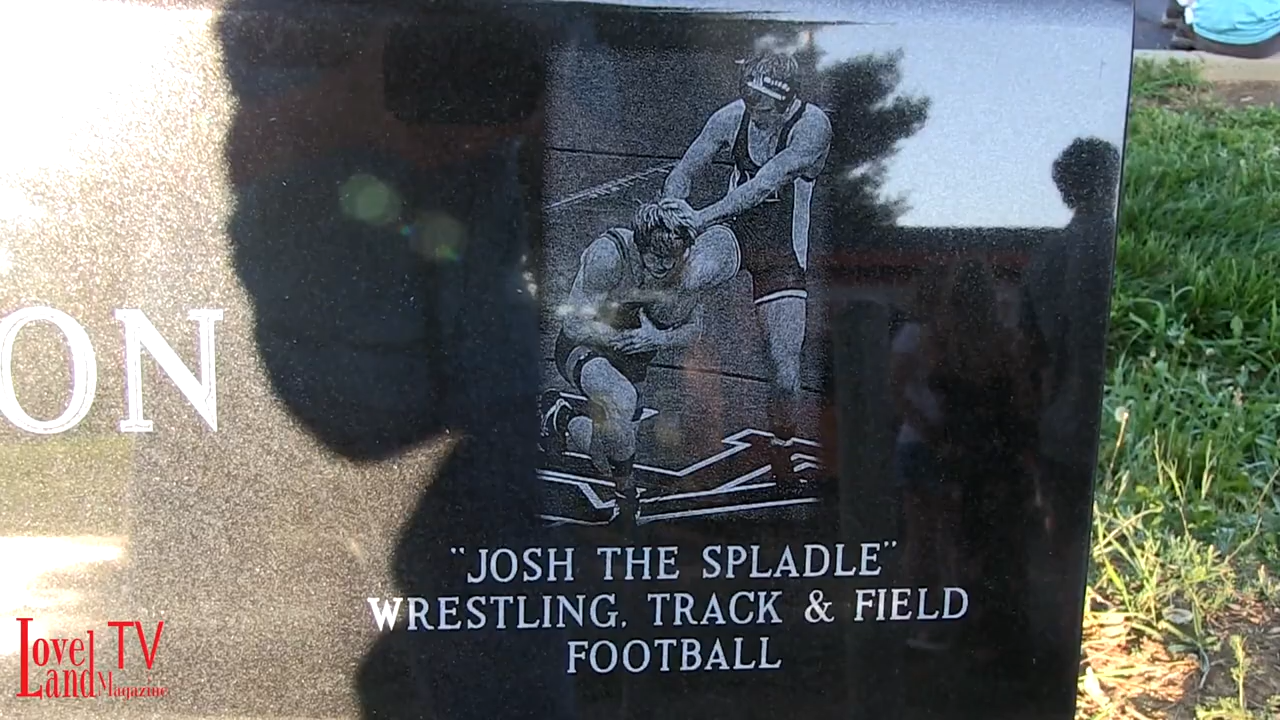 ON
"JOSH THE SPLADLE"
WRESTLING, TRACK & FIELD
FOOTBALL
LoveLand Magazine TV